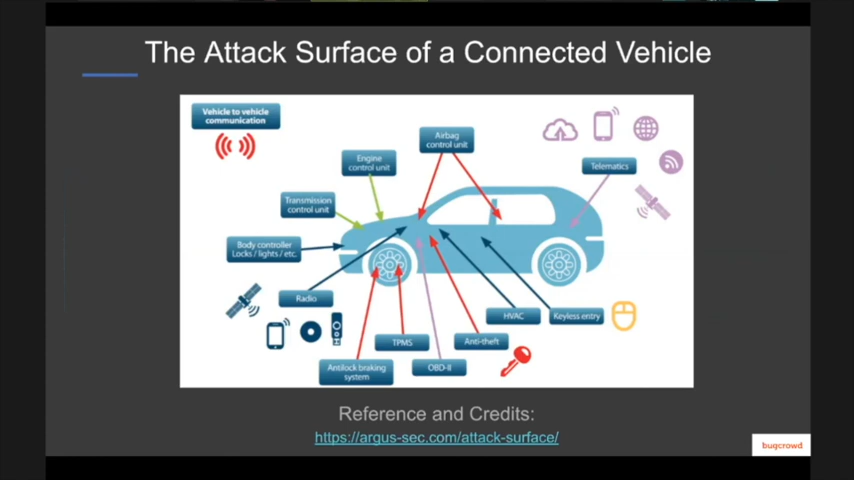 The Attack Surface of a Connected Vehicle
Vehicle to vehicle
communication
Airbag
control unit
Engine
control unit
Telematics
Transmission
control unit
Body controller
Locks / lights / etc.
Radio
HVAC
Keyless entry
TPMS
Anti-theft
Antilock braking
system
OBD-II
Reference and Credits:
https://argus-sec.com/attack-surface/
bugcrowd